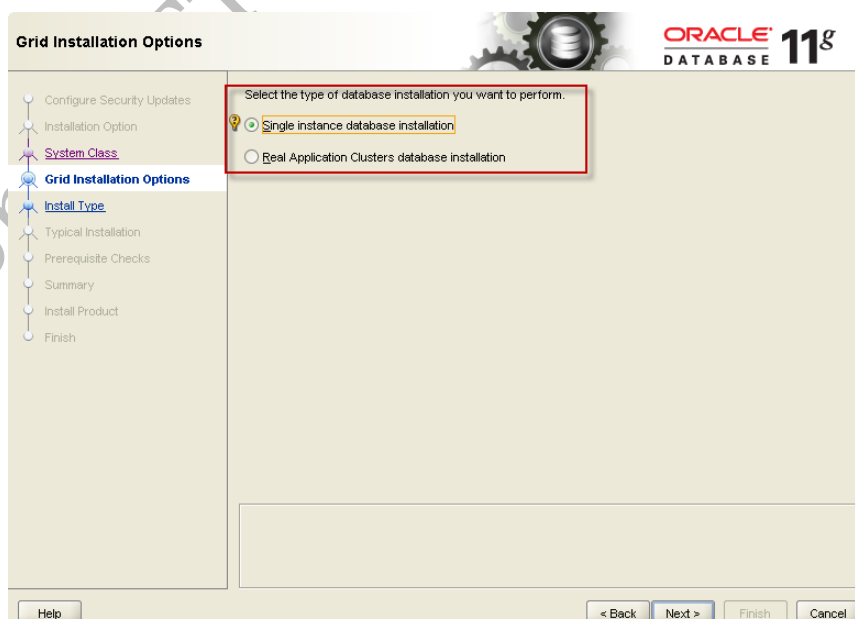 Grid Installation Options
ORACLE
DATABASE 11g
Configure Security Updates
Installation Option
System Class
Grid Installation Options
Install Type
Typical Installation
Prerequisite Checks
Summary
Install Product
Finish
Select the type of database installation you want to perform.
Single instance database installation
Real Application Clusters database installation
Help
< Back
Next >
Finish
Cancel